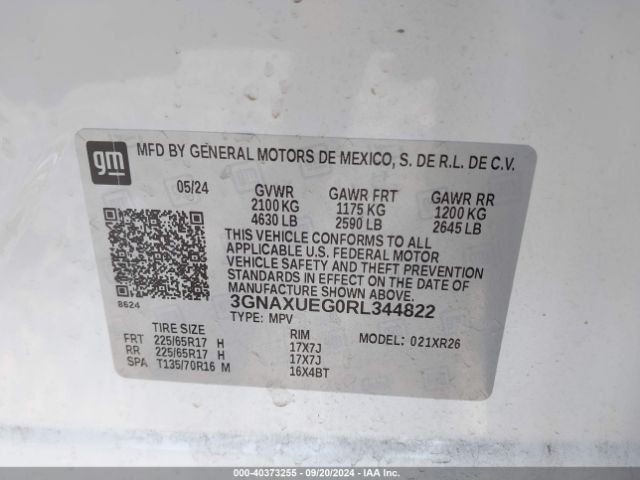 gm
MFD BY GENERAL MOTORS DE MEXICO, S. DE R.L. DE C.V.
05/24 GVWR GAWR FRT GAWR RR
2100 KG 1175 KG 1200 KG
4630 LB 2590 LB 2645 LB
THIS VEHICLE CONFORMS TO ALL
APPLICABLE U.S. FEDERAL MOTOR
VEHICLE SAFETY AND THEFT PREVENTION
STANDARDS IN EFFECT ON THE DATE OF
MANUFACTURE SHOWN ABOVE.
8624 3GNAXUEG0RL344822
TYPE: MPV
TIRE SIZE RIM MODEL: 021XR26
FRT 225/65R17 H 17X7J
RR 225/65R17 H 17X7J
SPA T135/70R16 M 16X4BT
000-40373255 - 09/20/2024 - IAA Inc.